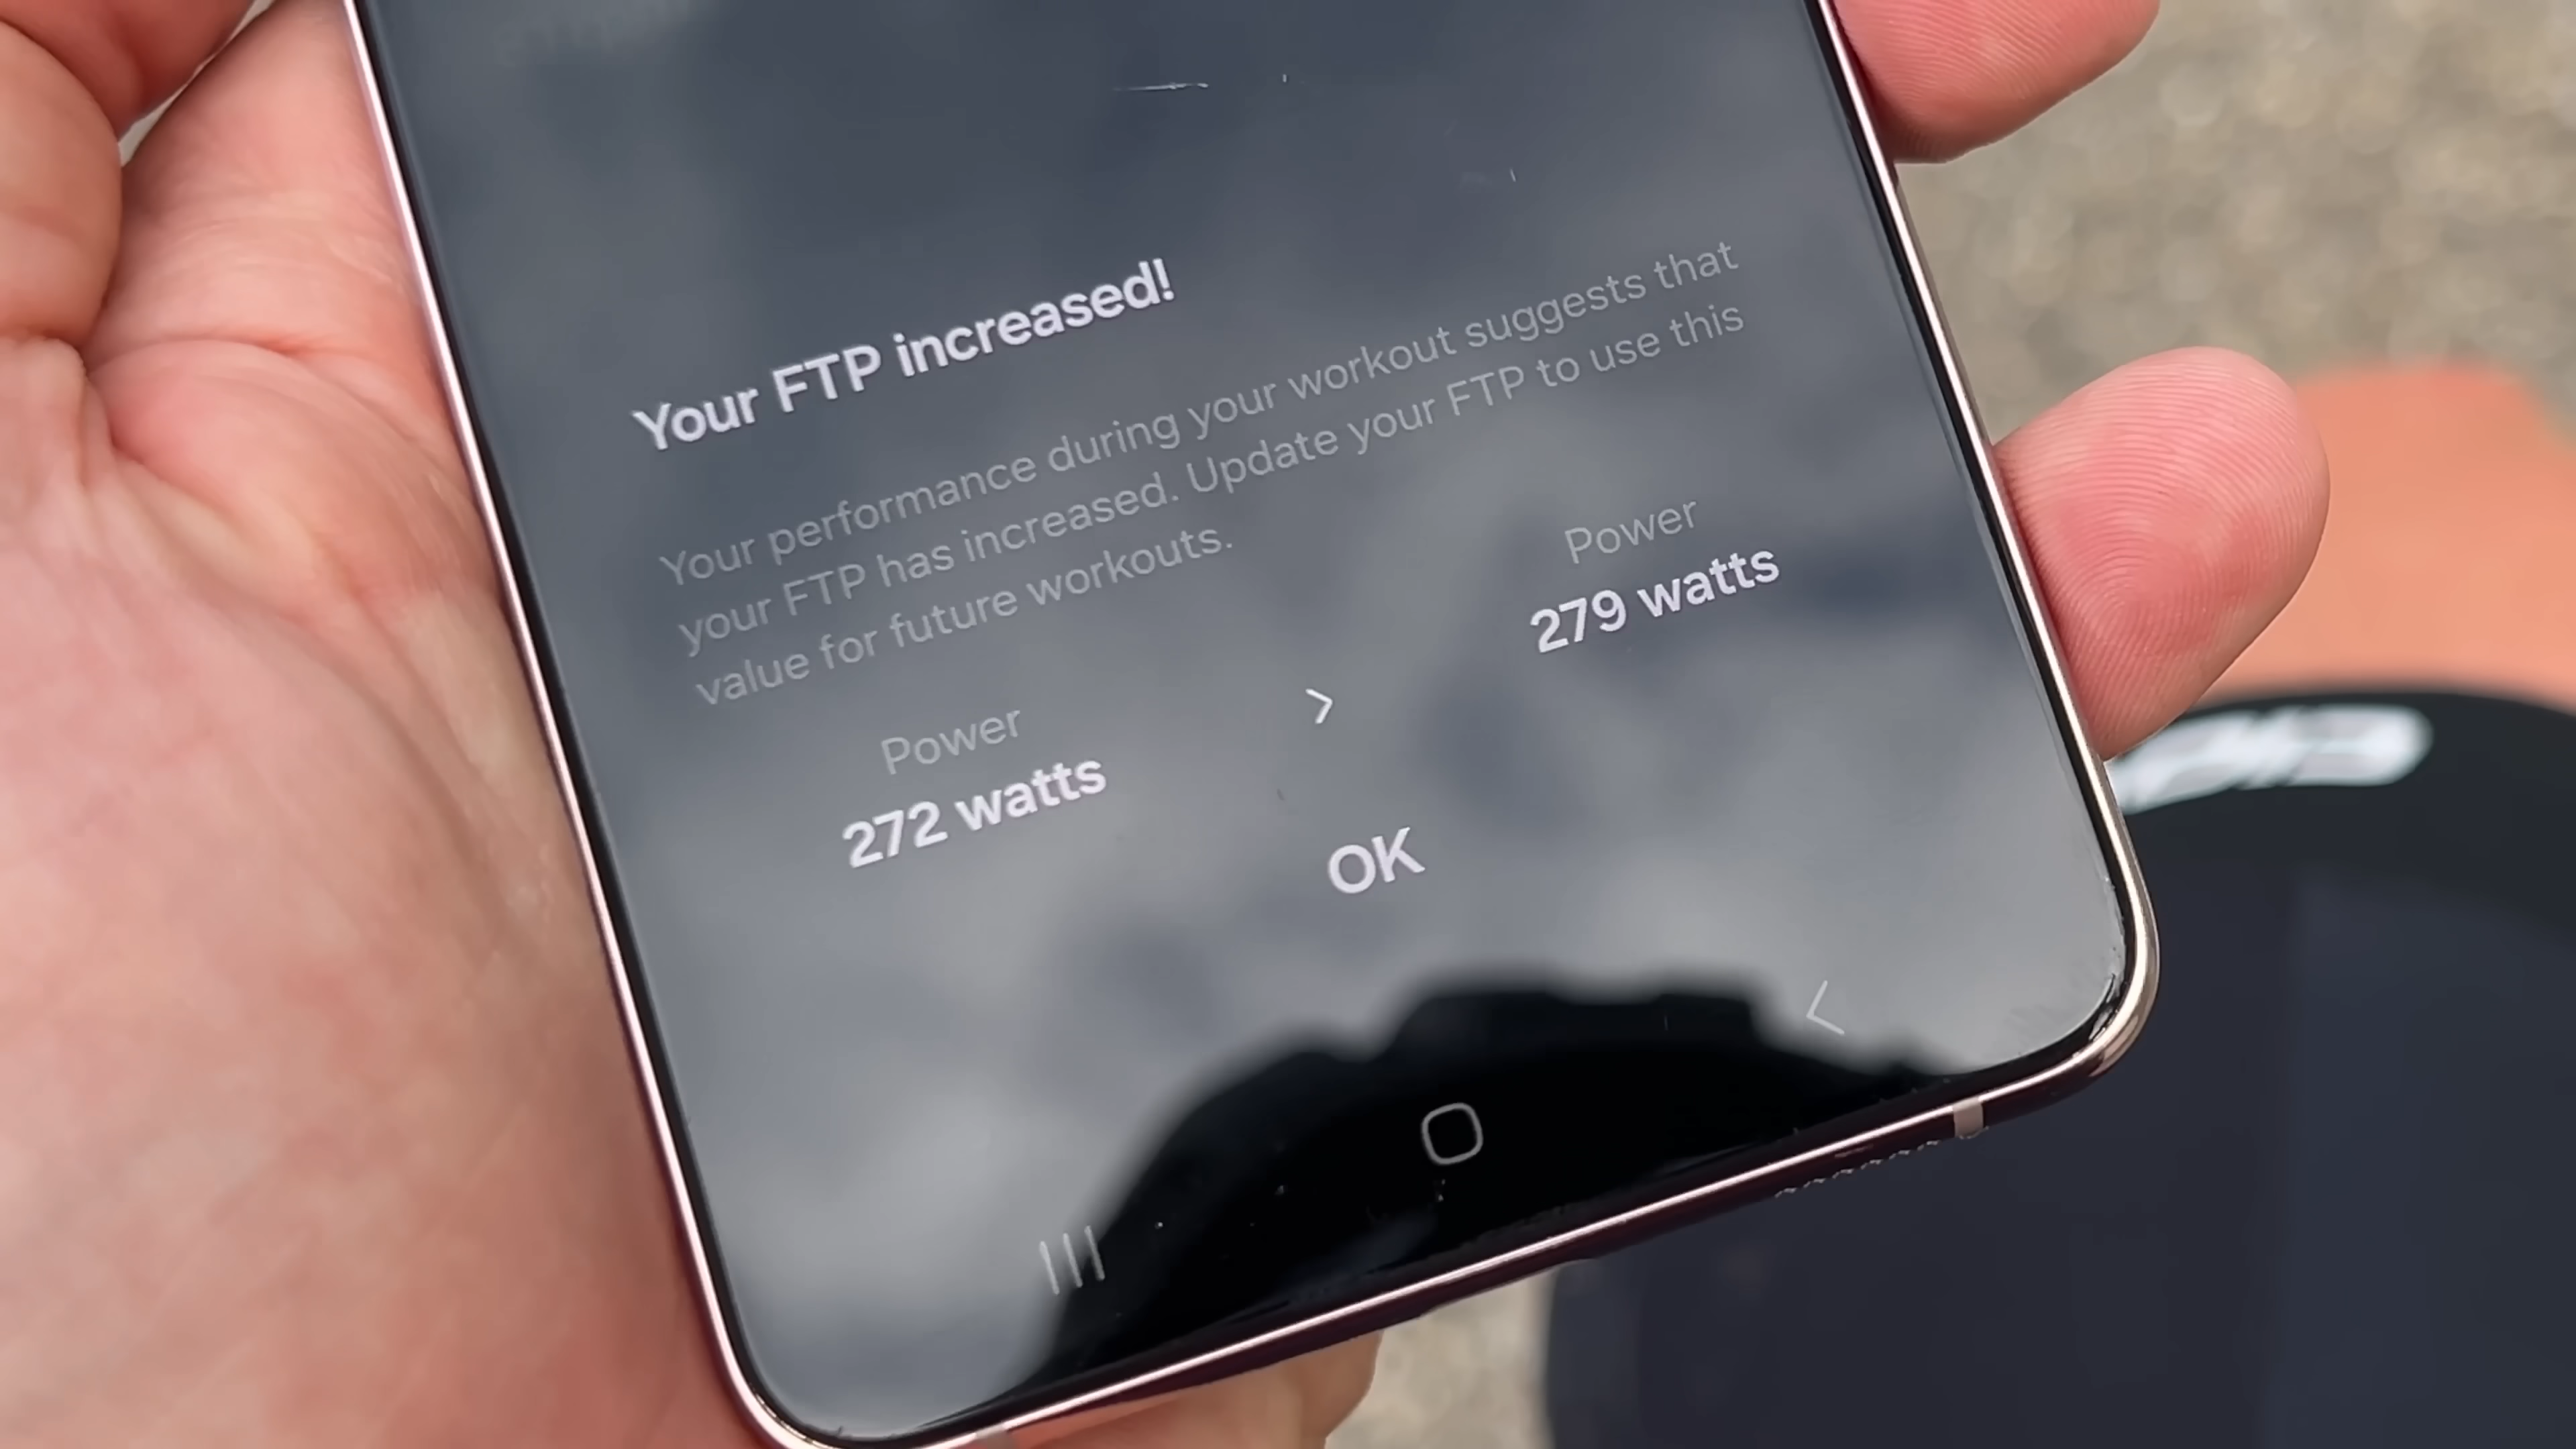 Your FTP increased!
Your performance during your workout suggests that
your FTP has increased. Update your FTP to use this
value for future workouts.
Power
272 watts
>
Power
279 watts
OK